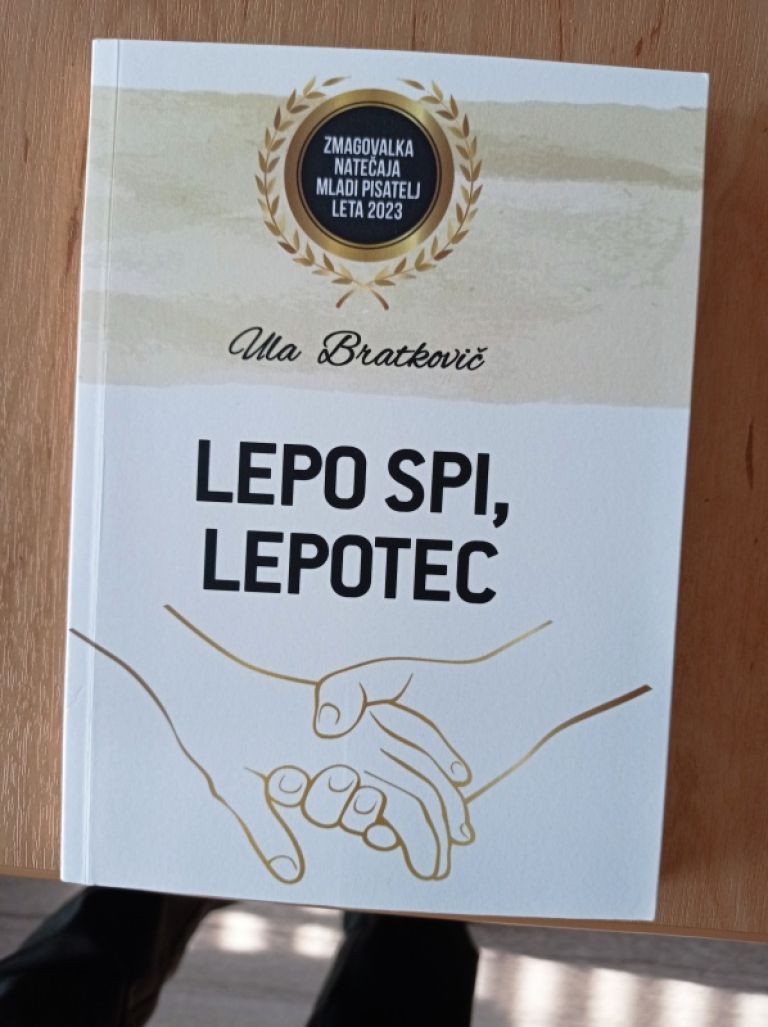 ZMAGOVALKA
NATEČAJA
MLADI PISATELJ
LETA 2023
Ula Bratkovič
LEPO SPI,
LEPOTEC